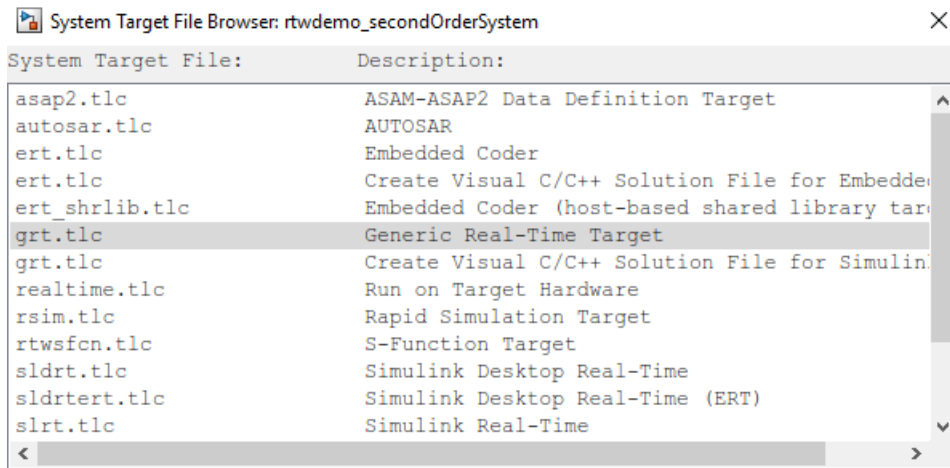 System Target File Browser: rtwdemo_secondOrderSystem
System Target File: Description:
asap2.tlc ASAM-ASAP2 Data Definition Target
autosar.tlc AUTOSAR
ert.tlc Embedded Coder
ert.tlc Create Visual C/C++ Solution File for Embedde
ert_shrlib.tlc Embedded Coder (host-based shared library tar
grt.tlc Generic Real-Time Target
grt.tlc Create Visual C/C++ Solution File for Simulin
realtime.tlc Run on Target Hardware
rsim.tlc Rapid Simulation Target
rtwsfcn.tlc S-Function Target
sldrt.tlc Simulink Desktop Real-Time
sldrtert.tlc Simulink Desktop Real-Time (ERT)
slrt.tlc Simulink Real-Time